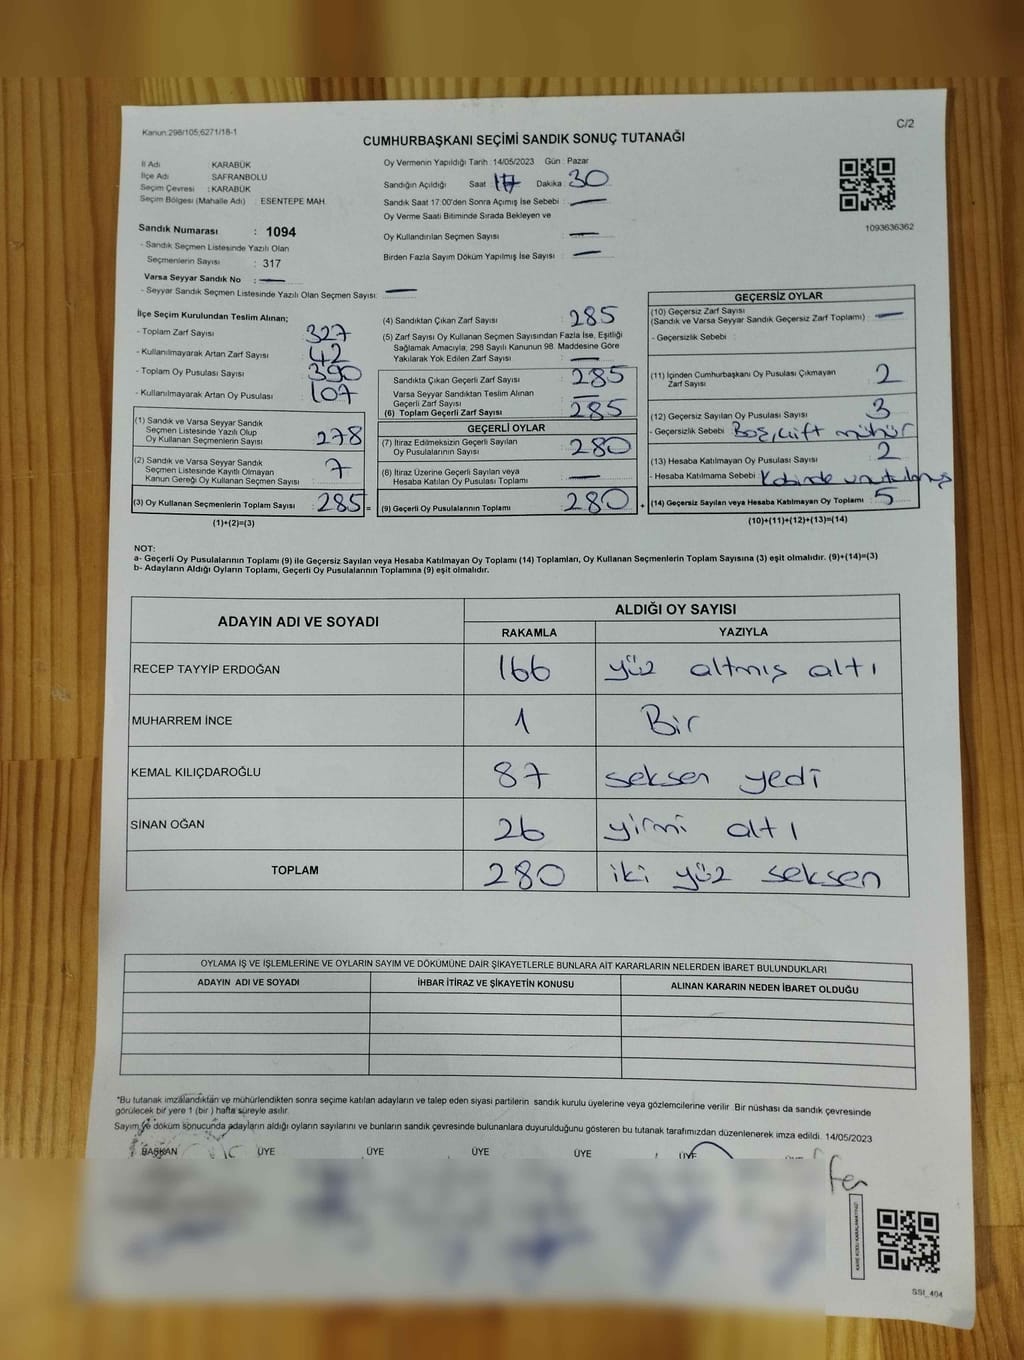 Kanun:298/105;6271/18-1
C/2
CUMHURBAŞKANI SEÇİMİ SANDIK SONUÇ TUTANAĞI
İl Adı KARABÜK
İlçe Adı SAFRANBOLU
Seçim Çevresi : KARABÜK
Seçim Bölgesi (Mahalle Adı) : ESENTEPE MAH.
Sandık Numarası : 1094
- Sandık Seçmen Listesinde Yazılı Olan
Seçmenlerin Sayısı : 317
Varsa Seyyar Sandık No :
- Seyyar Sandık Seçmen Listesinde Yazılı Olan Seçmen Sayısı:
Oy Vermenin Yapıldığı Tarih : 14/05/2023 Gün : Pazar
Sandığın Açıldığı Saat 17 Dakika 30
Sandık Saat 17:00'den Sonra Açımış İse Sebebi :
Oy Verme Saati Bitiminde Sırada Bekleyen ve
Oy Kullandırılan Seçmen Sayısı
Birden Fazla Sayım Döküm Yapılmış İse Sayısı :
1093636362
İlçe Seçim Kurulundan Teslim Alınan;
- Toplam Zarf Sayısı 327
- Kullanılmayarak Artan Zarf Sayısı 42
- Toplam Oy Pusulası Sayısı 390
- Kullanılmayarak Artan Oy Pusulası 107
(1) Sandık ve Varsa Seyyar Sandık
Seçmen Listesinde Yazılı Olup
Oy Kullanan Seçmenlerin Sayısı : 278
(2) Sandık ve Varsa Seyyar Sandık
Seçmen Listesinde Kayıtlı Olmayan
Kanun Gereği Oy Kullanan Seçmen Sayısı : 7
(3) Oy Kullanan Seçmenlerin Toplam Sayısı : 285 =
(1)+(2)=(3)
(4) Sandıktan Çıkan Zarf Sayısı : 285
(5) Zarf Sayısı Oy Kullanan Seçmen Sayısından Fazla İse, Eşitliği
Sağlamak Amacıyla, 298 Sayılı Kanunun 98. Maddesine Göre
Yakılarak Yok Edilen Zarf Sayısı :
Sandıkta Çıkan Geçerli Zarf Sayısı : 285
Varsa Seyyar Sandıktan Teslim Alınan
Geçerli Zarf Sayısı
(6) Toplam Geçerli Zarf Sayısı : 285
GEÇERLİ OYLAR
(7) İtiraz Edilmeksizin Geçerli Sayılan
Oy Pusulalarının Sayısı : 280
(8) İtiraz Üzerine Geçerli Sayılan veya
Hesaba Katılan Oy Pusulası Toplamı :
(9) Geçerli Oy Pusulalarının Toplamı : 280 +
GEÇERSİZ OYLAR
(10) Geçersiz Zarf Sayısı
(Sandık ve Varsa Seyyar Sandık Geçersiz Zarf Toplamı) :
- Geçersizlik Sebebi :
(11) İçinden Cumhurbaşkanı Oy Pusulası Çıkmayan
Zarf Sayısı : 2
(12) Geçersiz Sayılan Oy Pusulası Sayısı : 3
- Geçersizlik Sebebi : Boş, çift mühür
(13) Hesaba Katılmayan Oy Pusulası Sayısı : 2
- Hesaba Katılmama Sebebi : Kabinde unutulmuş
(14) Geçersiz Sayılan veya Hesaba Katılmayan Oy Toplamı : 5
(10)+(11)+(12)+(13)=(14)
NOT:
a- Geçerli Oy Pusulalarının Toplamı (9) ile Geçersiz Sayılan veya Hesaba Katılmayan Oy Toplamı (14) Toplamları, Oy Kullanan Seçmenlerin Toplam Sayısına (3) eşit olmalıdır. (9)+(14)=(3)
b- Adayların Aldığı Oyların Toplamı, Geçerli Oy Pusulalarının Toplamına (9) eşit olmalıdır.
ADAYIN ADI VE SOYADI ALDIĞI OY SAYISI
RAKAMLA YAZIYLA
RECEP TAYYİP ERDOĞAN 166 yüz altmış altı
MUHARREM İNCE 1 Bir
KEMAL KILIÇDAROĞLU 87 seksen yedi
SİNAN OĞAN 26 yirmi altı
TOPLAM 280 iki yüz seksen
OYLAMA İŞ VE İŞLEMLERİNE VE OYLARIN SAYIM VE DÖKÜMÜNE DAİR ŞİKAYETLERLE BUNLARA AİT KARARLARIN NELERDEN İBARET BULUNDUKLARI
ADAYIN ADI VE SOYADI İHBAR İTİRAZ VE ŞİKAYETİN KONUSU ALINAN KARARIN NEDEN İBARET OLDUĞU
*Bu tutanak imzalandıktan ve mühürlendikten sonra seçime katılan adayların ve talep eden siyasi partilerin sandık kurulu üyelerine veya gözlemcilerine verilir. Bir nüshası da sandık çevresinde
görülecek bir yere 1 (bir ) hafta süreyle asılır.
Sayım ve döküm sonucunda adayların aldığı oyların sayılarını ve bunların sandık çevresinde bulunanlara duyurulduğunu gösteren bu tutanak tarafımızdan düzenlenerek imza edildi. 14/05/2023
BAŞKAN ÜYE ÜYE ÜYE ÜYE ÜYE
SSI_404